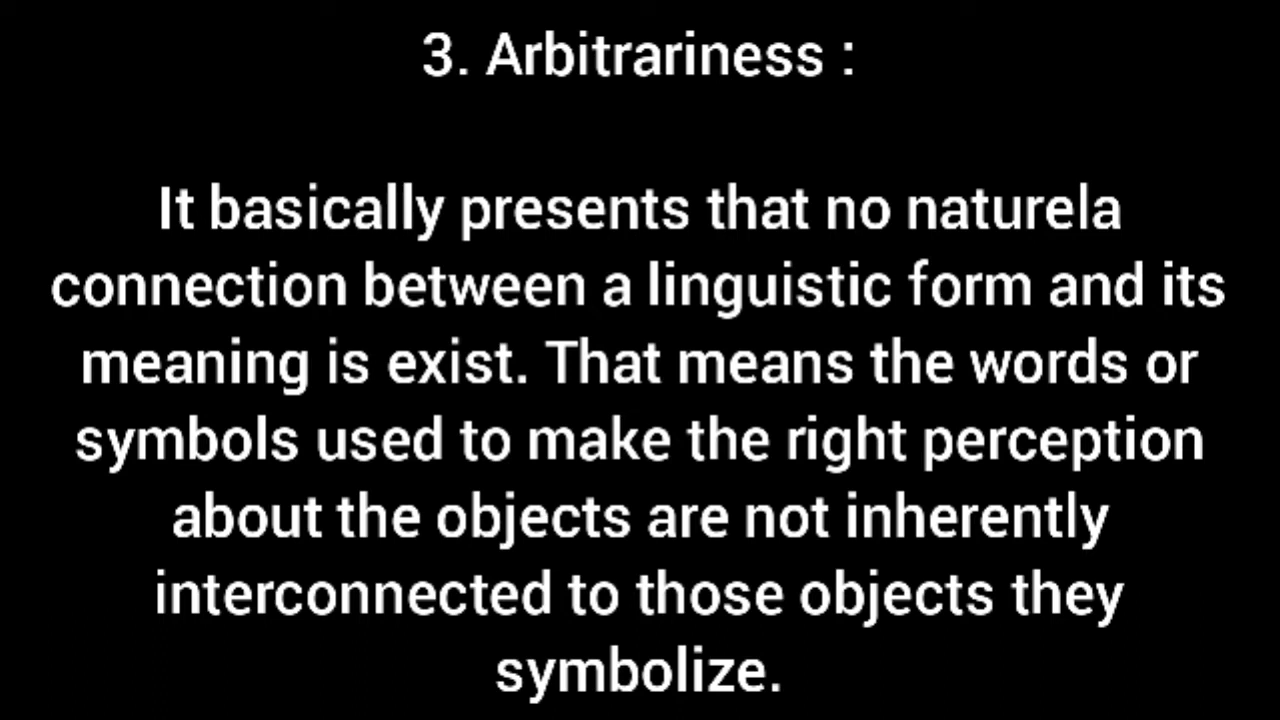 3. Arbitrariness :
It basically presents that no naturela
connection between a linguistic form and its
meaning is exist. That means the words or
symbols used to make the right perception
about the objects are not inherently
interconnected to those objects they
symbolize.